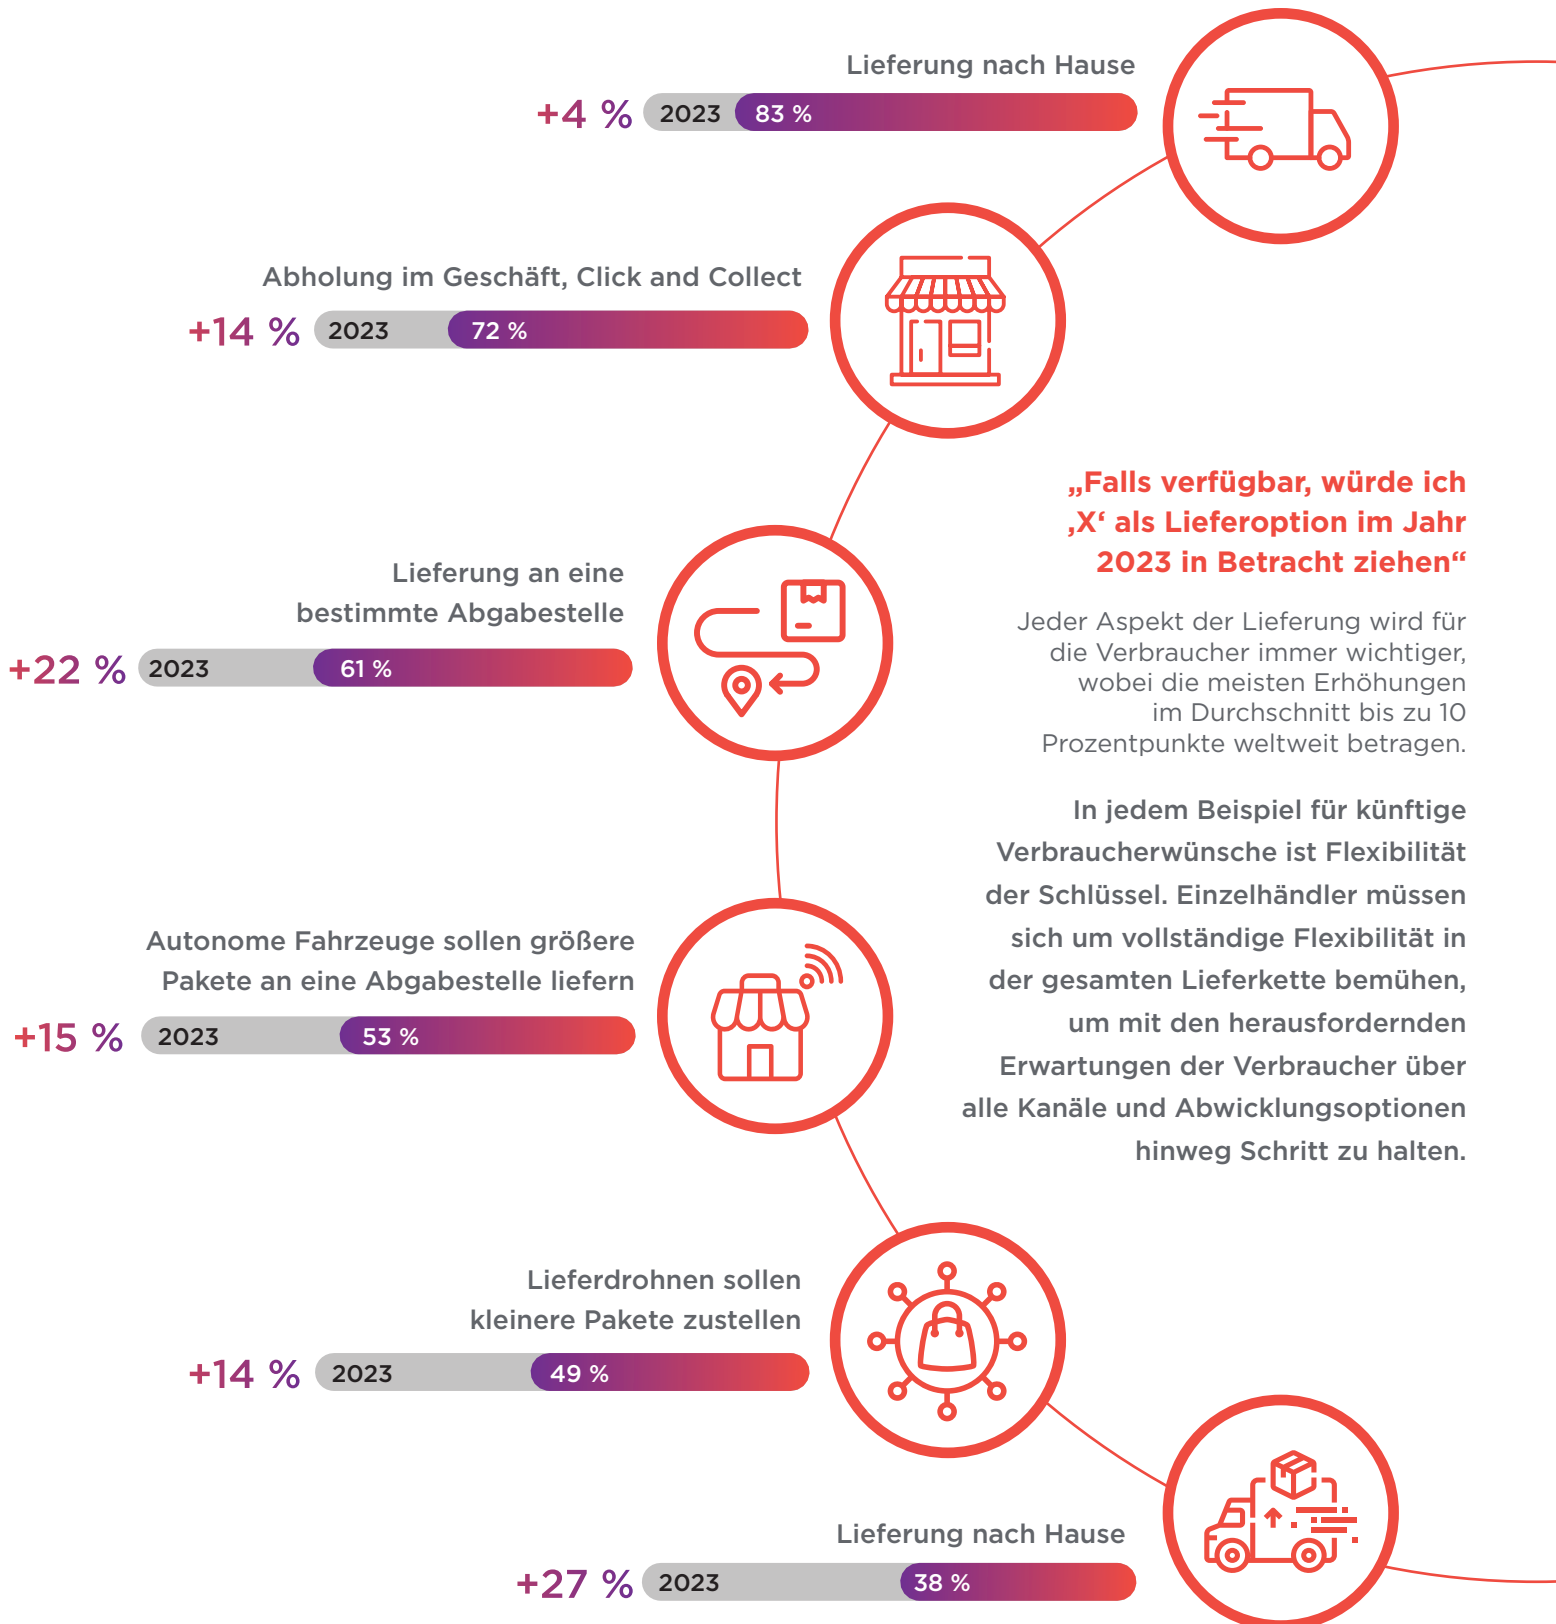 Lieferung nach Hause
+4 % 2023 83 %
Abholung im Geschäft, Click and Collect
+14 % 2023 72 %
Lieferung an eine
bestimmte Abgabestelle
+22 % 2023 61 %
Autonome Fahrzeuge sollen größere
Pakete an eine Abgabestelle liefern
+15 % 2023 53 %
Lieferdrohnen sollen
kleinere Pakete zustellen
+14 % 2023 49 %
Lieferung nach Hause
+27 % 2023 38 %
„Falls verfügbar, würde ich
‚X‘ als Lieferoption im Jahr
2023 in Betracht ziehen“
Jeder Aspekt der Lieferung wird für
die Verbraucher immer wichtiger,
wobei die meisten Erhöhungen
im Durchschnitt bis zu 10
Prozentpunkte weltweit betragen.
In jedem Beispiel für künftige
Verbraucherwünsche ist Flexibilität
der Schlüssel. Einzelhändler müssen
sich um vollständige Flexibilität in
der gesamten Lieferkette bemühen,
um mit den herausfordernden
Erwartungen der Verbraucher über
alle Kanäle und Abwicklungsoptionen
hinweg Schritt zu halten.